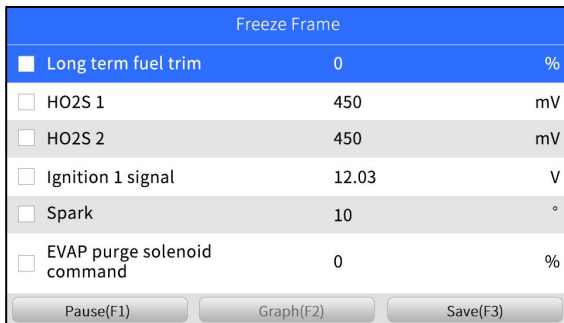 Freeze Frame
Long term fuel trim 0 %
HO2S 1 450 mV
HO2S 2 450 mV
Ignition 1 signal 12.03 V
Spark 10 °
EVAP purge solenoid
command 0 %
Pause(F1) Graph(F2) Save(F3)